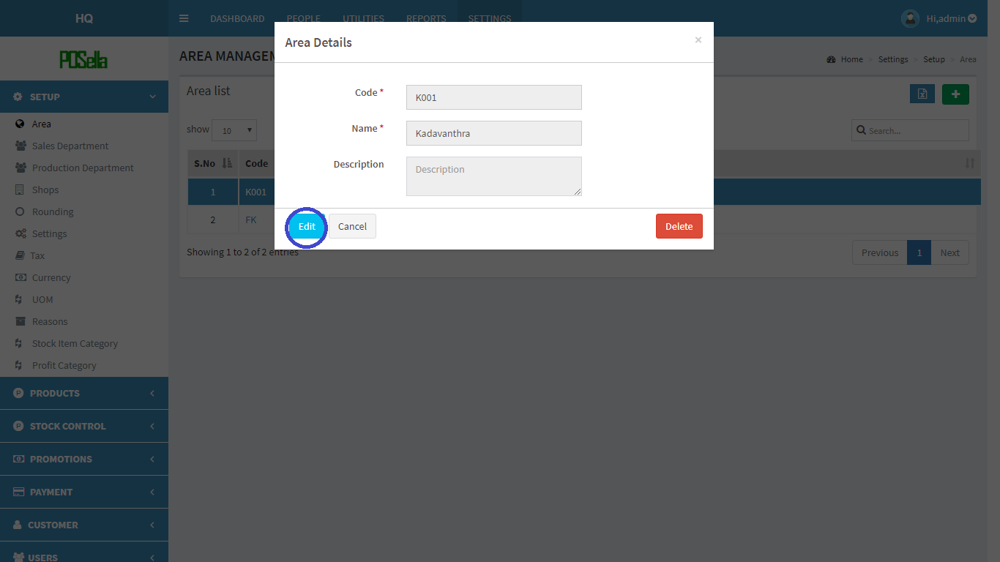 HQ
DASHBOARD PEOPLE UTILITIES REPORTS SETTINGS
Hi,admin
POSella
AREA MANAGEM
Home > Settings > Setup > Area
SETUP
Area
Sales Department
Production Department
Shops
Rounding
Settings
Tax
Currency
UOM
Reasons
Stock Item Category
Profit Category
PRODUCTS
STOCK CONTROL
PROMOTIONS
PAYMENT
CUSTOMER
USERS
Area list
show 10
Search...
S.No Code
1 K001
2 FK
Showing 1 to 2 of 2 entries
Previous 1 Next
Area Details
×
Code *
K001
Name *
Kadavanthra
Description
Description
Edit Cancel Delete